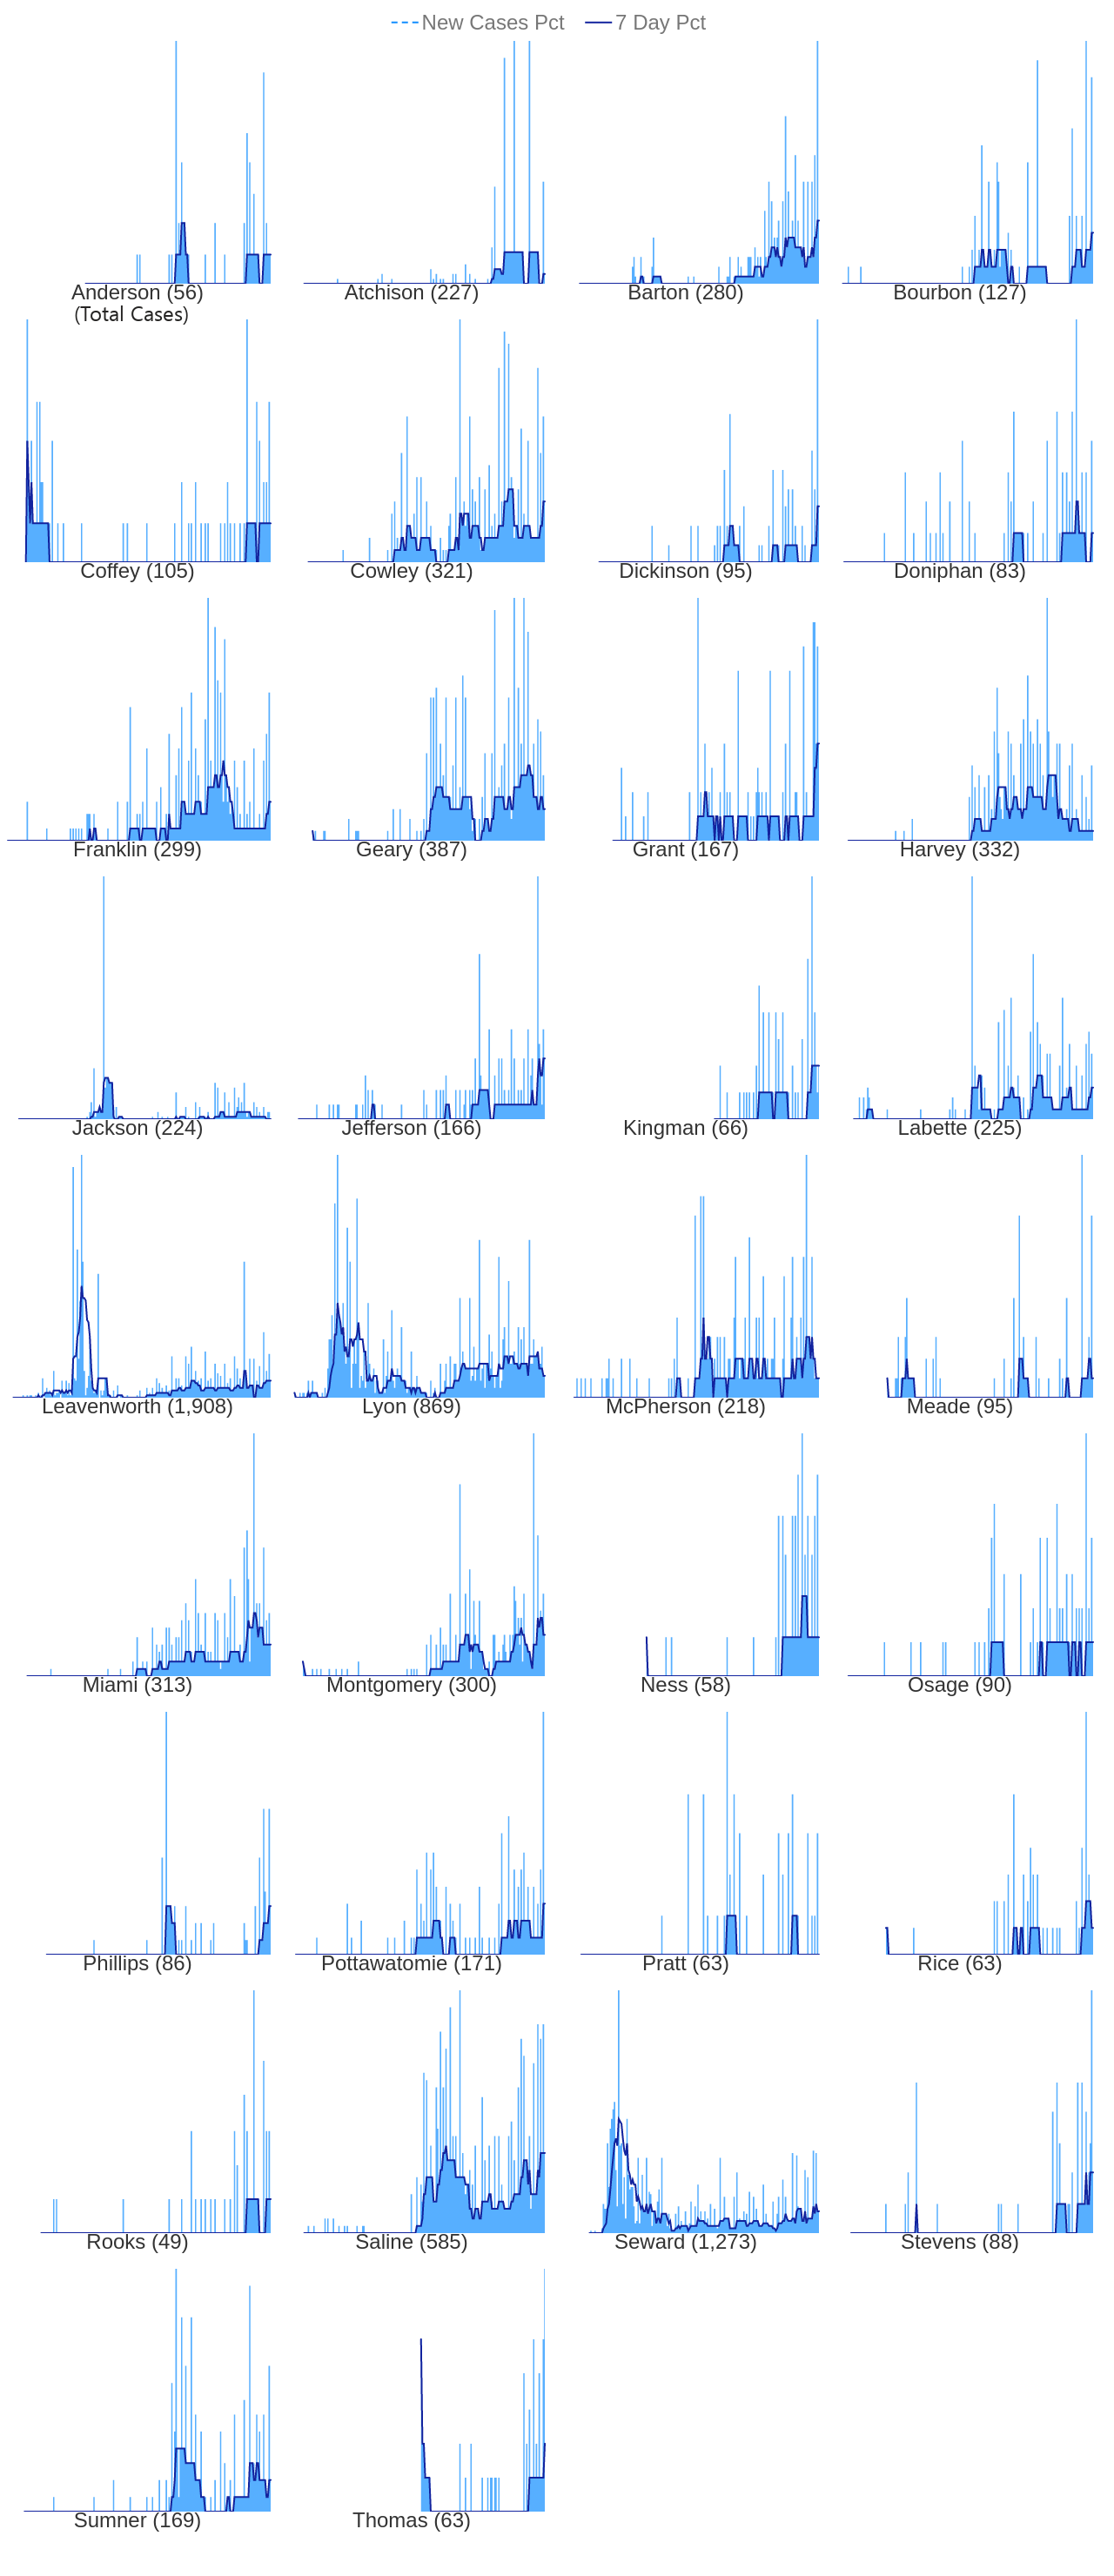 New Cases Pct 7 Day Pct
Anderson (56) Atchison (227) Barton (280) Bourbon (127)
(Total Cases)
Coffey (105) Cowley (321) Dickinson (95) Doniphan (83)
Franklin (299) Geary (387) Grant (167) Harvey (332)
Jackson (224) Jefferson (166) Kingman (66) Labette (225)
Leavenworth (1,908) Lyon (869) McPherson (218) Meade (95)
Miami (313) Montgomery (300) Ness (58) Osage (90)
Phillips (86) Pottawatomie (171) Pratt (63) Rice (63)
Rooks (49) Saline (585) Seward (1,273) Stevens (88)
Sumner (169) Thomas (63)